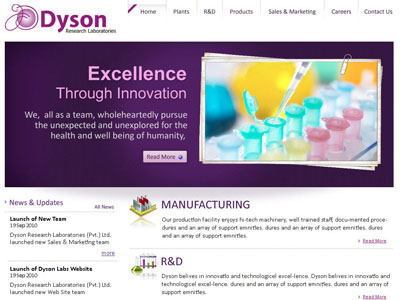 Dyson
Research Laboratories
Home Plants R&D Products Sales & Marketing Careers Contact Us
Excellence
Through Innovation
We, all as a team, wholeheartedly pursue
the unexpected and unexplored for the
health and well being of humanity,
Read More
News & Updates All News
Launch of New Team
19 Sep 2010
Dyson Research Laboratories (Pvt.) Ltd.
launched new Sales & Marketing team
more
Launch of Dyson Labs Website
19 Sep 2010
Dyson Research Laboratories (Pvt.) Ltd.
launched new Web Site team
MANUFACTURING
Our production facility enjoys hi-tech machinery, well trained staff, docu-mented proce-
dures and an array of support emnities. dures and an array of support emnities.
dures and an array of support emnities.
Read More
R&D
Dyson belives in innovatio and technologicel excel-lence. Dyson belives in innovatio and
technologicel excel-lence. dures and an array of support emnities. dures and an array of
support emnities.
Read More